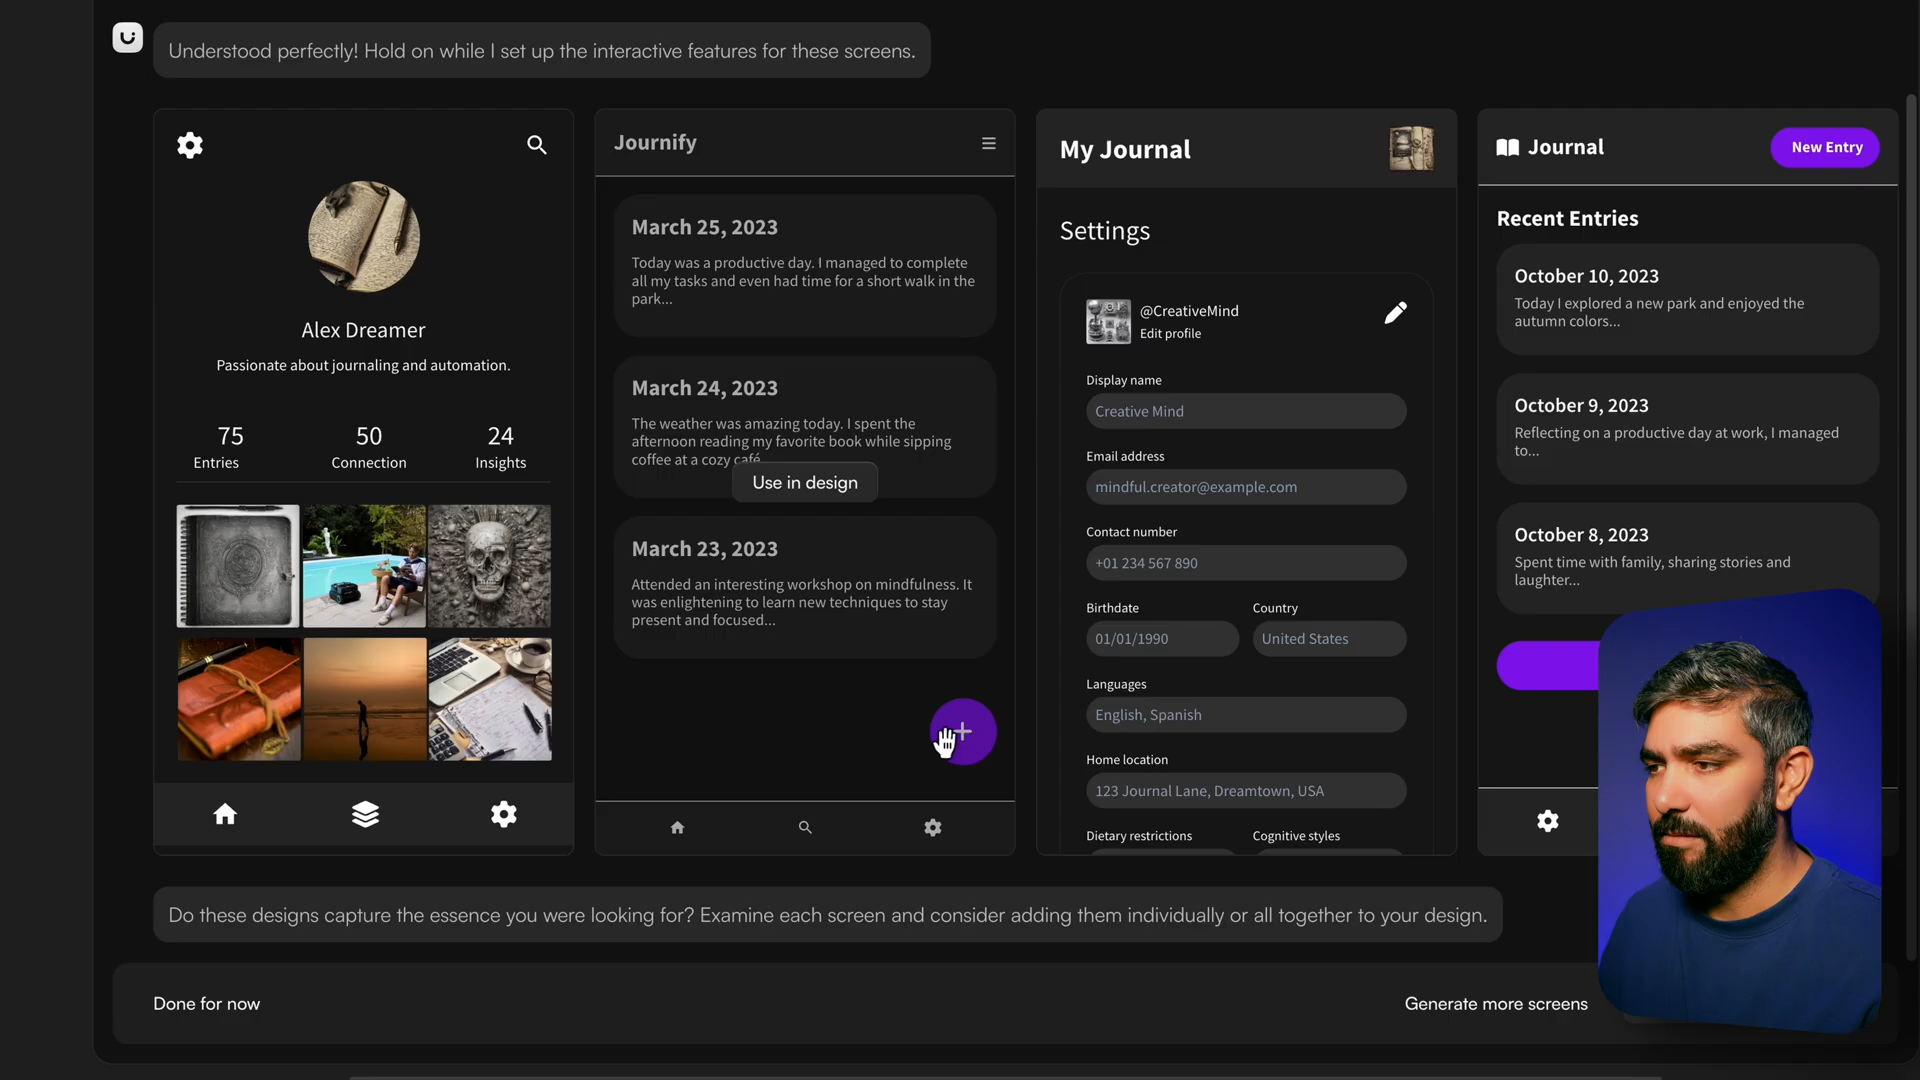 Understood perfectly! Hold on while I set up the interactive features for these screens.
Alex Dreamer
Passionate about journaling and automation.
75
Entries
50
Connection
24
Insights
Journify
March 25, 2023
Today was a productive day. I managed to complete
all my tasks and even had time for a short walk in the
park...
March 24, 2023
The weather was amazing today. I spent the
afternoon reading my favorite book while sipping
coffee at a cozy café
Use in design
March 23, 2023
Attended an interesting workshop on mindfulness. It
was enlightening to learn new techniques to stay
present and focused...
My Journal
Settings
@CreativeMind
Edit profile
Display name
Creative Mind
Email address
mindful.creator@example.com
Contact number
+01 234 567 890
Birthdate
Country
01/01/1990
United States
Languages
English, Spanish
Home location
123 Journal Lane, Dreamtown, USA
Dietary restrictions
Cognitive styles
Journal
New Entry
Recent Entries
October 10, 2023
Today I explored a new park and enjoyed the
autumn colors...
October 9, 2023
Reflecting on a productive day at work, I managed
to...
October 8, 2023
Spent time with family, sharing stories and
laughter...
Do these designs capture the essence you were looking for? Examine each screen and consider adding them individually or all together to your design.
Done for now
Generate more screens